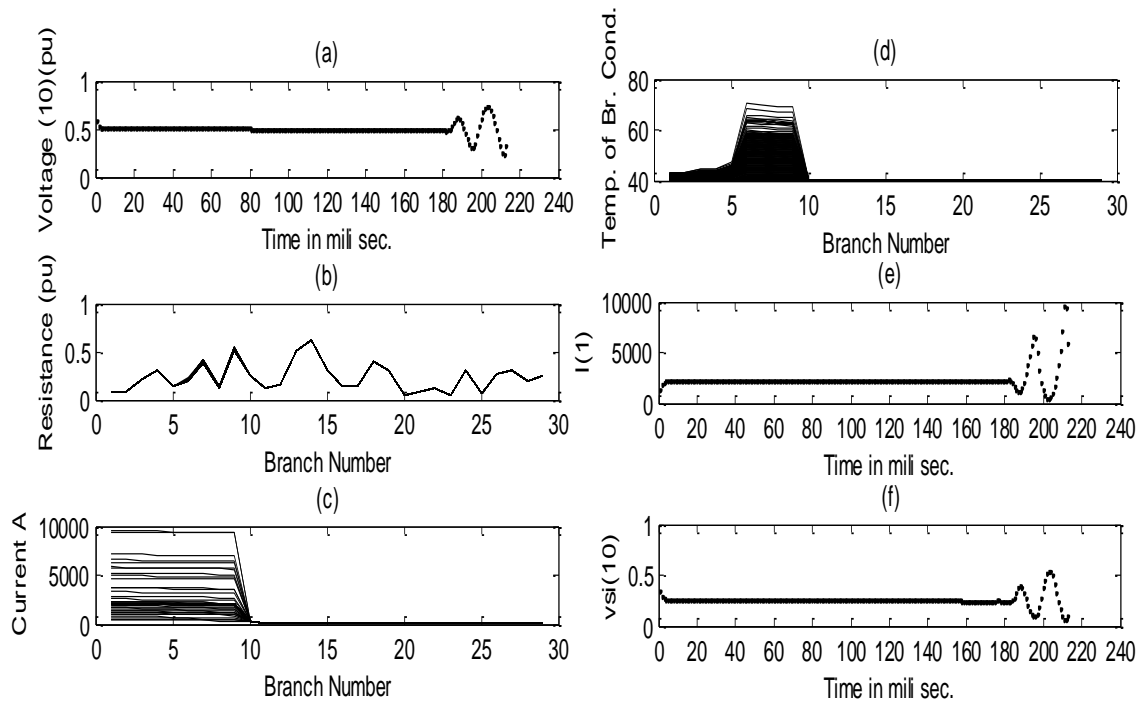 (a)
Voltage (10)(pu)
1
0.5
0
0 20 40 60 80 100 120 140 160 180 200 220 240
Time in mili sec.
(b)
Resistance (pu)
1
0.5
0
0 5 10 15 20 25 30
Branch Number
(c)
Current A
10000
5000
0
0 5 10 15 20 25 30
Branch Number
(d)
Temp. of Br. Cond.
80
60
40
0 5 10 15 20 25 30
Branch Number
(e)
I(1)
10000
5000
0
0 20 40 60 80 100 120 140 160 180 200 220 240
Time in mili sec.
(f)
vsi(10)
1
0.5
0
0 20 40 60 80 100 120 140 160 180 200 220 240
Time in mili sec.